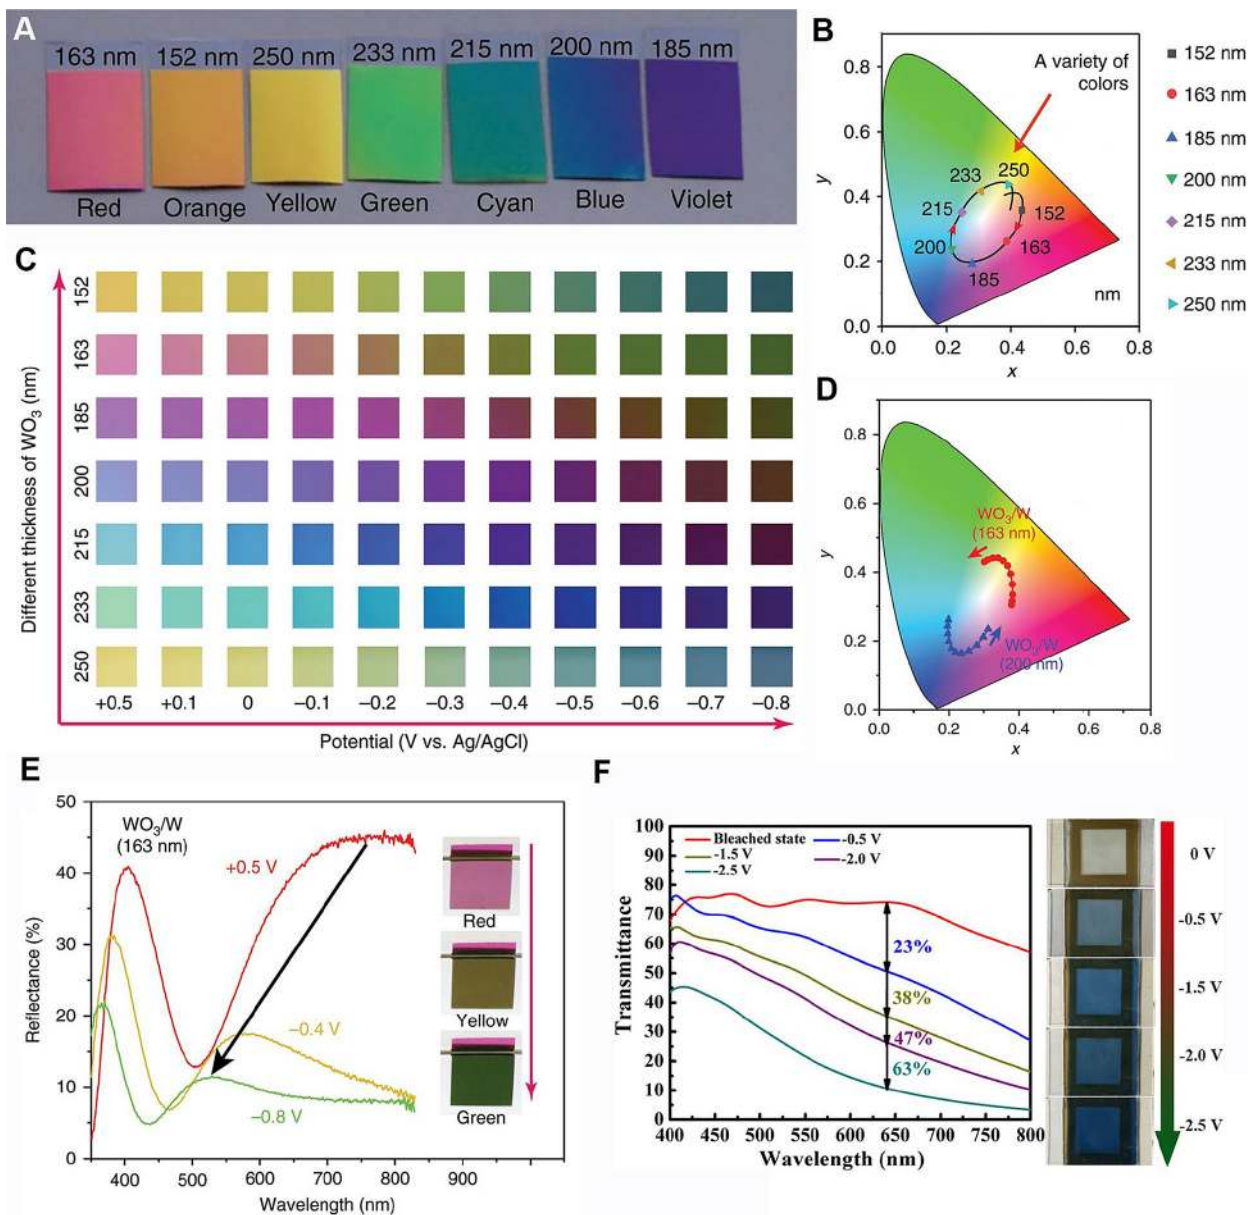 A
163 nm 152 nm 250 nm 233 nm 215 nm 200 nm 185 nm
Red Orange Yellow Green Cyan Blue Violet
B
0.8
0.6
0.4
0.2
0.0
0.0 0.2 0.4 0.6 0.8
y
x
A variety of
colors
250
233
215
200
185
163
152
nm
152 nm
163 nm
185 nm
200 nm
215 nm
233 nm
250 nm
C
Different thickness of WO3 (nm)
152
163
185
200
215
233
250
+0.5 +0.1 0 −0.1 −0.2 −0.3 −0.4 −0.5 −0.6 −0.7 −0.8
Potential (V vs. Ag/AgCl)
D
0.8
0.6
0.4
0.2
0.0
0.0 0.2 0.4 0.6 0.8
y
x
WO3/W
(163 nm)
WO3/W
(200 nm)
E
50
40
30
20
10
0
Reflectance (%)
WO3/W
(163 nm)
+0.5 V
−0.4 V
−0.8 V
Red
Yellow
Green
400 500 600 700 800 900
Wavelength (nm)
F
100
90
80
70
60
50
40
30
20
10
0
Transmittance
Bleached state -0.5 V
-1.5 V -2.0 V
-2.5 V
23%
38%
47%
63%
400 450 500 550 600 650 700 750 800
Wavelength (nm)
0 V
-0.5 V
-1.5 V
-2.0 V
-2.5 V